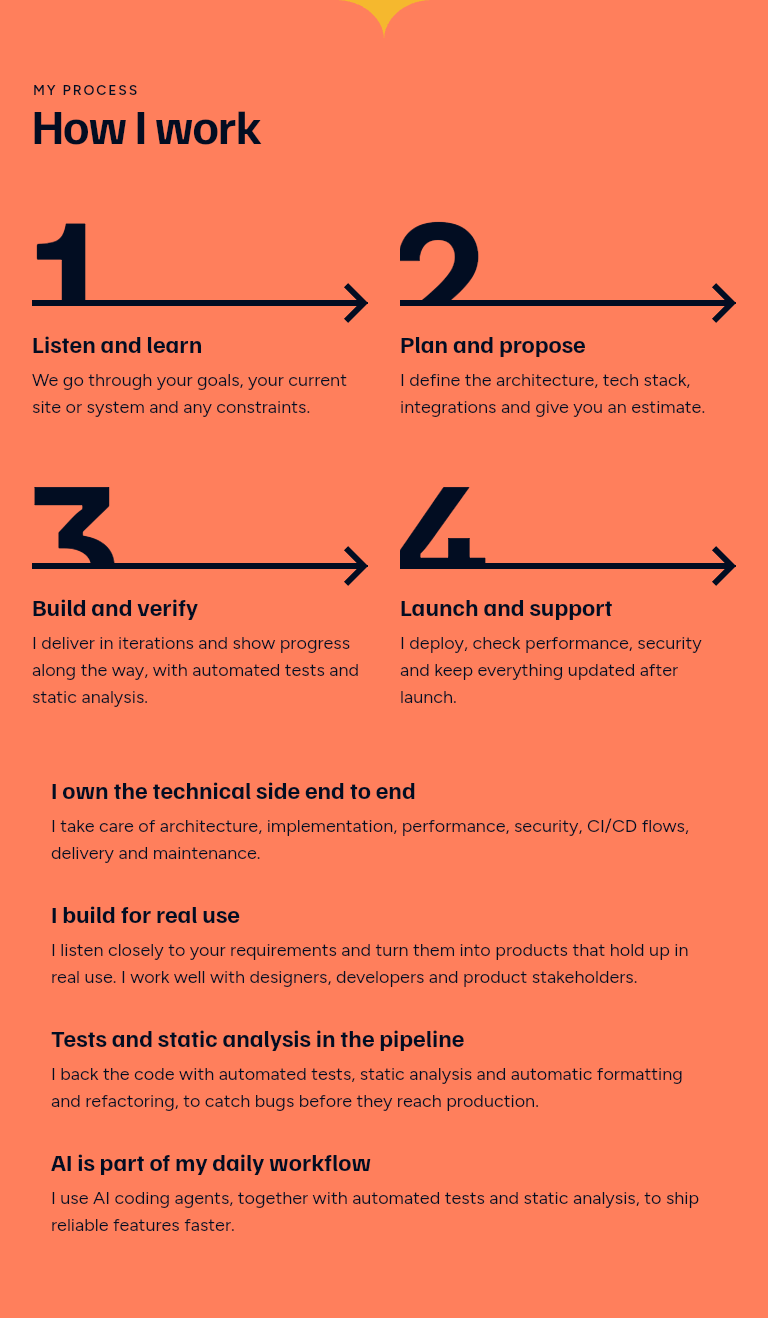 MY PROCESS
How I work
1
Listen and learn
We go through your goals, your current
site or system and any constraints.
2
Plan and propose
I define the architecture, tech stack,
integrations and give you an estimate.
3
Build and verify
I deliver in iterations and show progress
along the way, with automated tests and
static analysis.
4
Launch and support
I deploy, check performance, security
and keep everything updated after
launch.
I own the technical side end to end
I take care of architecture, implementation, performance, security, CI/CD flows,
delivery and maintenance.
I build for real use
I listen closely to your requirements and turn them into products that hold up in
real use. I work well with designers, developers and product stakeholders.
Tests and static analysis in the pipeline
I back the code with automated tests, static analysis and automatic formatting
and refactoring, to catch bugs before they reach production.
AI is part of my daily workflow
I use AI coding agents, together with automated tests and static analysis, to ship
reliable features faster.